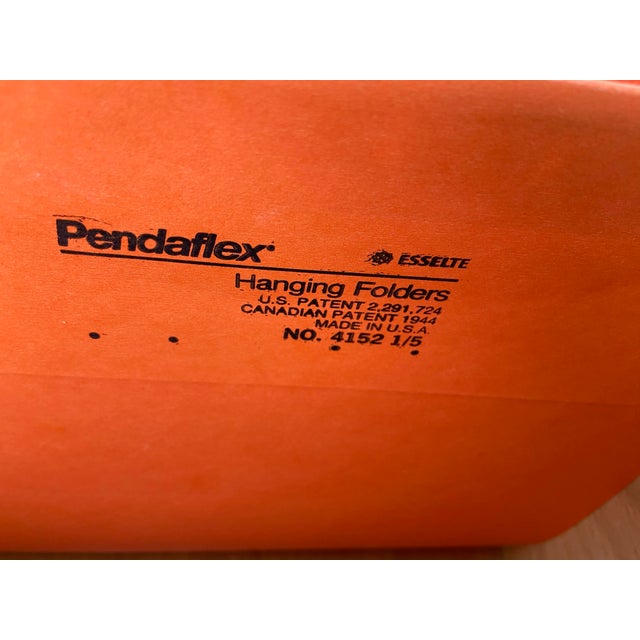 Pendaflex® ESSELTE
Hanging Folders
U.S. PATENT 2,291,724
CANADIAN PATENT 1944
MADE IN U.S.A.
NO. 4152 1/5